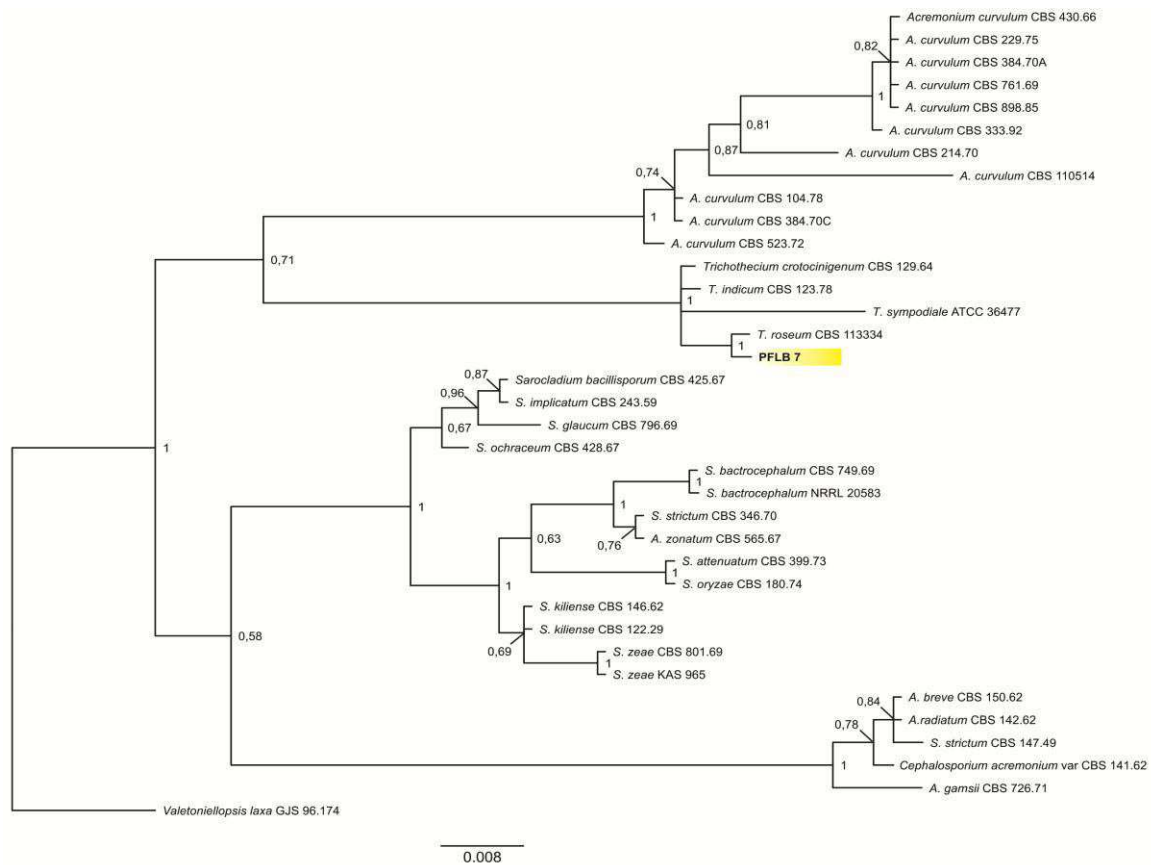 Acremonium curvulum CBS 430.66
A. curvulum CBS 229.75
0,82
A. curvulum CBS 384.70A
A. curvulum CBS 761.69
1
A. curvulum CBS 898.85
0,81
A. curvulum CBS 333.92
0,87
A. curvulum CBS 214.70
0,74
A. curvulum CBS 110514
A. curvulum CBS 104.78
1
A. curvulum CBS 384.70C
A. curvulum CBS 523.72
0,71
Trichothecium crotocinigenum CBS 129.64
T. indicum CBS 123.78
1
T. sympodiale ATCC 36477
T. roseum CBS 113334
1
PFLB 7
0,87
Sarocladium bacillisporum CBS 425.67
0,96
S. implicatum CBS 243.59
0,67
S. glaucum CBS 796.69
S. ochraceum CBS 428.67
1
S. bactrocephalum CBS 749.69
1
S. bactrocephalum NRRL 20583
1
1
S. strictum CBS 346.70
0,63
0,76
A. zonatum CBS 565.67
S. attenuatum CBS 399.73
1
S. oryzae CBS 180.74
1
S. kiliense CBS 146.62
S. kiliense CBS 122.29
0,58
0,69
S. zeae CBS 801.69
1
S. zeae KAS 965
0,84
A. breve CBS 150.62
0,78
A.radiatum CBS 142.62
S. strictum CBS 147.49
1
Cephalosporium acremonium var CBS 141.62
A. gamsii CBS 726.71
Valetoniellopsis laxa GJS 96.174
0.008